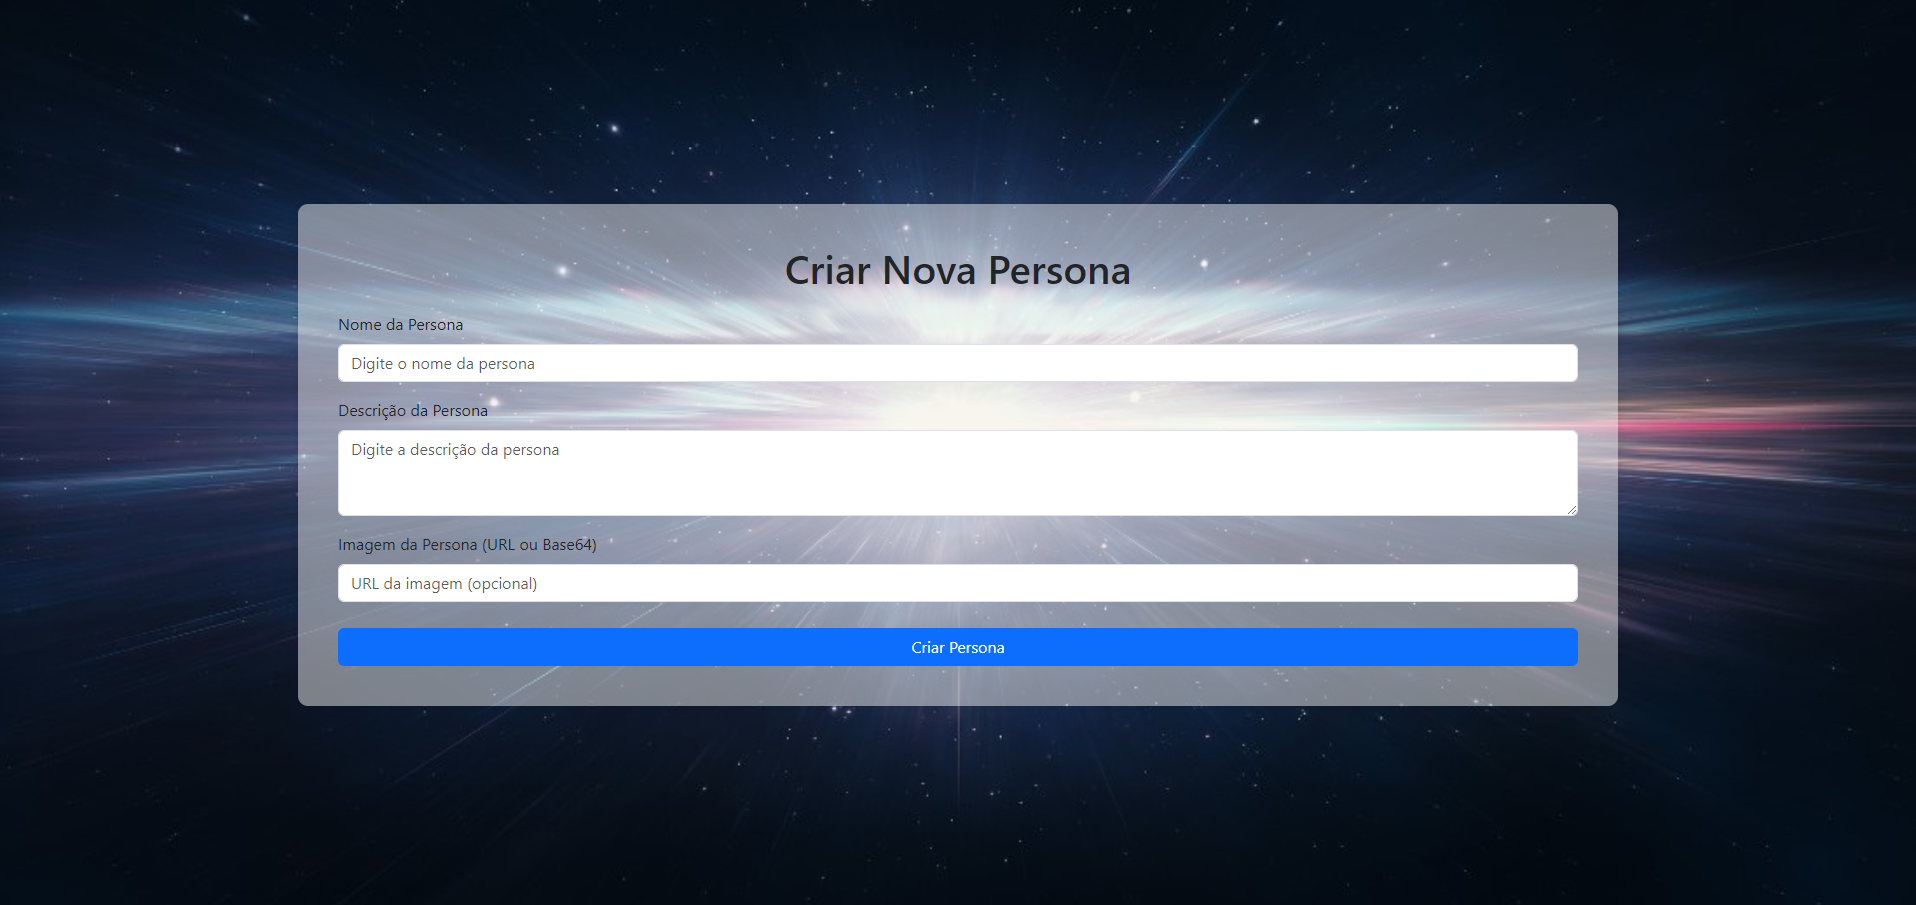 Criar Nova Persona
Nome da Persona
Digite o nome da persona
Descrição da Persona
Digite a descrição da persona
Imagem da Persona (URL ou Base64)
URL da imagem (opcional)
Criar Persona